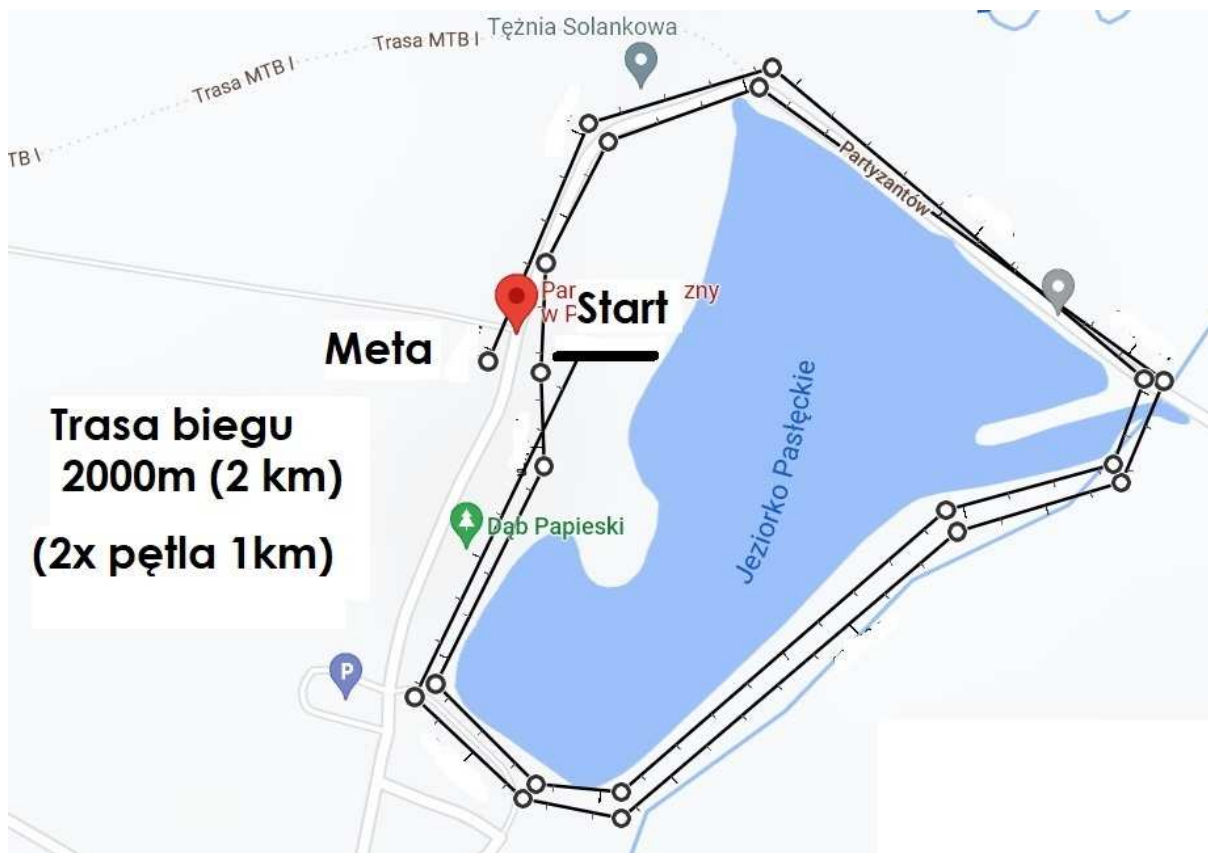 Tężnia Solankowa
Trasa MTB I
Trasa MTB I
TB I
Partyzantów
Par zny
w P
Start
Meta
Trasa biegu
2000m (2 km)
(2x pętla 1km)
Jeziorko Pasłęckie
Dąb Papieski
P